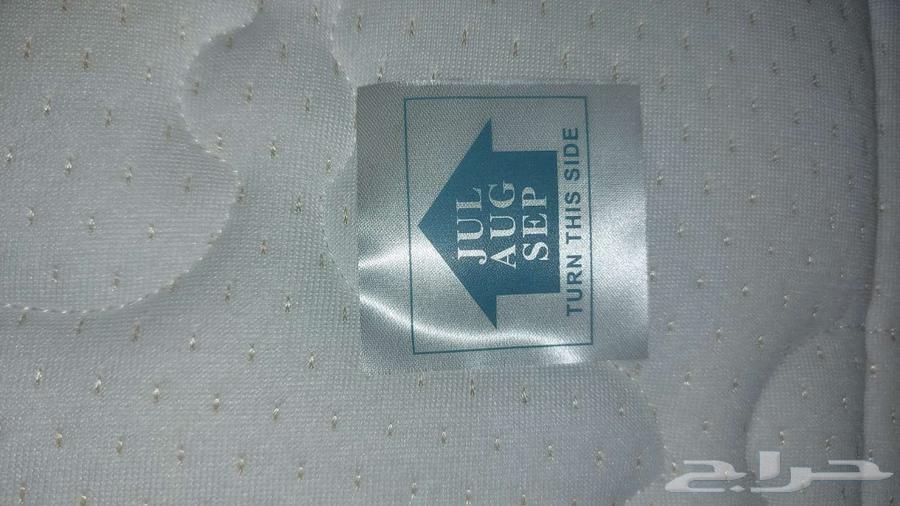 JUL
AUG
SEP
TURN THIS SIDE
حراج